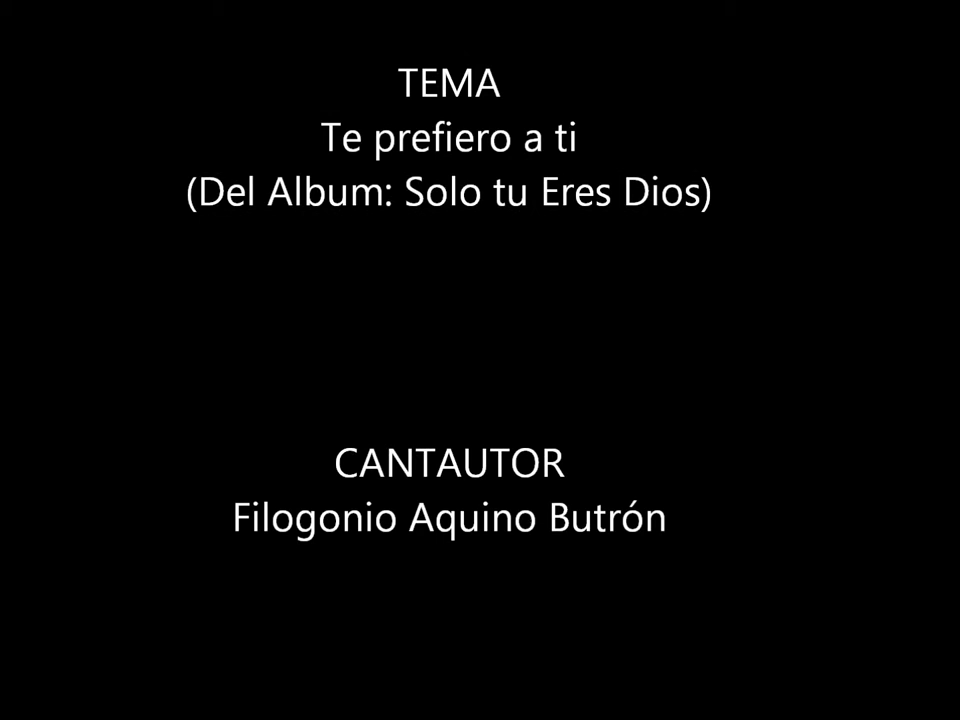 TEMA
Te prefiero a ti
(Del Album: Solo tu Eres Dios)
CANTAUTOR
Filogonio Aquino Butrón